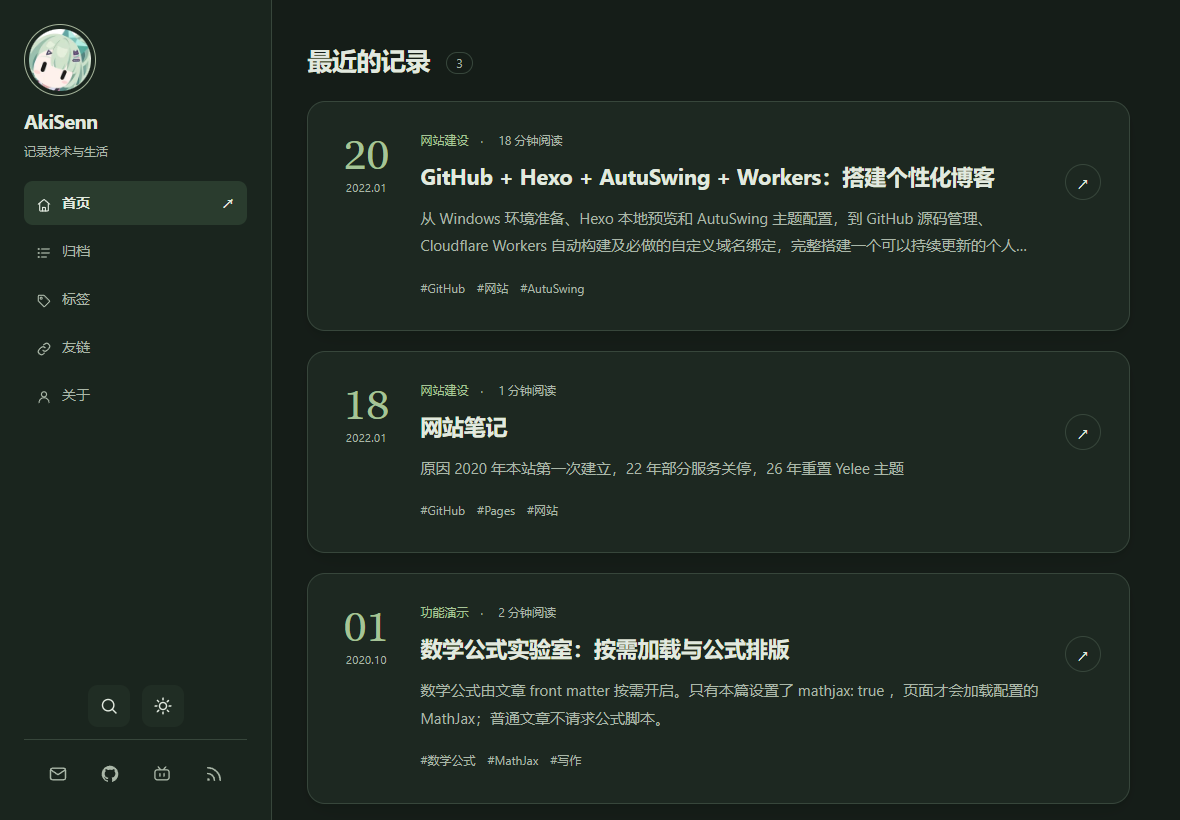 AkiSenn
记录技术与生活
首页
归档
标签
友链
关于
最近的记录 3
20
2022.01
网站建设 · 18 分钟阅读
GitHub + Hexo + AutuSwing + Workers：搭建个性化博客
从 Windows 环境准备、Hexo 本地预览和 AutuSwing 主题配置，到 GitHub 源码管理、
Cloudflare Workers 自动构建及必做的自定义域名绑定，完整搭建一个可以持续更新的个人...
#GitHub #网站 #AutuSwing
18
2022.01
网站建设 · 1 分钟阅读
网站笔记
原因 2020 年本站第一次建立，22 年部分服务关停，26 年重置 Yelee 主题
#GitHub #Pages #网站
01
2020.10
功能演示 · 2 分钟阅读
数学公式实验室：按需加载与公式排版
数学公式由文章 front matter 按需开启。只有本篇设置了 mathjax: true ，页面才会加载配置的
MathJax；普通文章不请求公式脚本。
#数学公式 #MathJax #写作